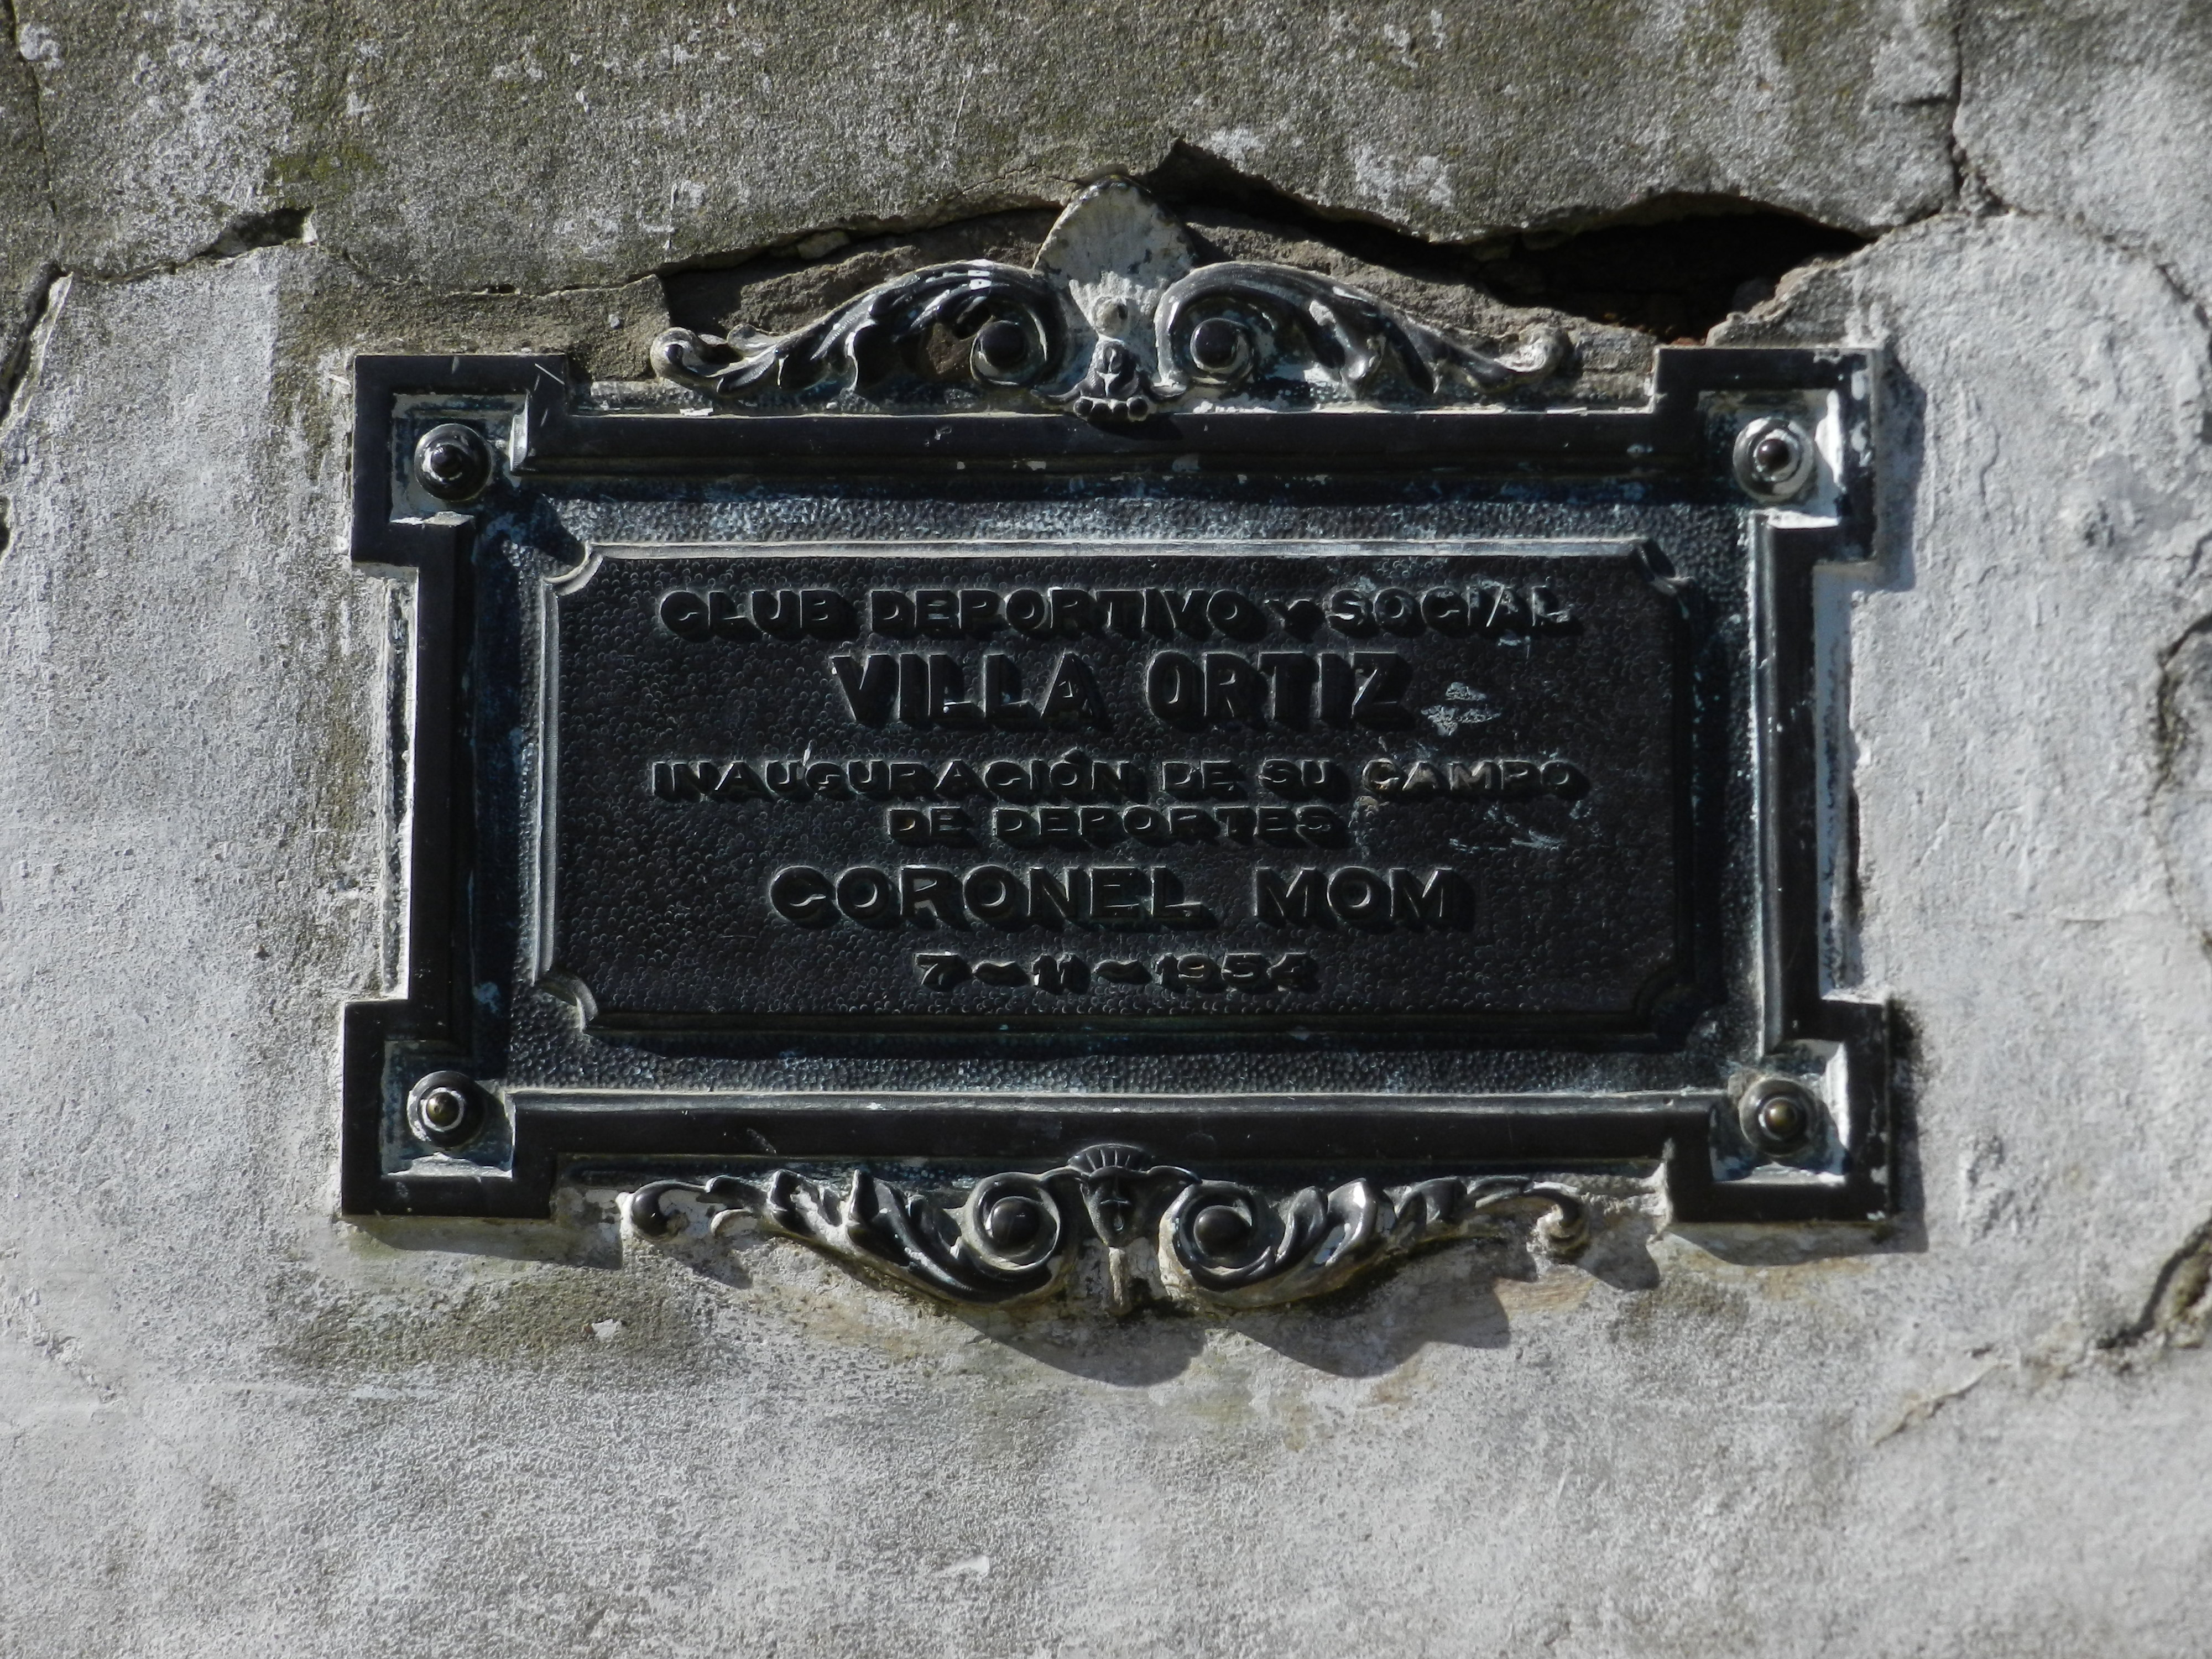 CLUB DEPORTIVO Y SOCIAL
VILLA ORTIZ
INAUGURACIÓN DE SU CAMPO
DE DEPORTES
CORONEL MOM
7-11-1954